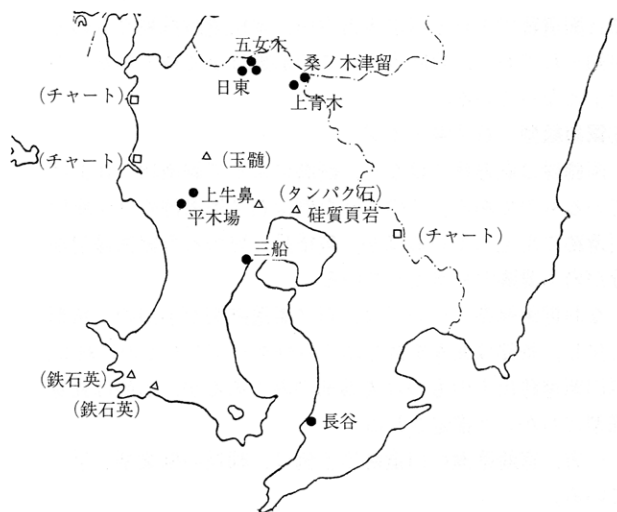 五女木
桑ノ木津留
日東
上青木
(チャート)
(チャート)
(玉髄)
上牛鼻
(タンパク石)
平木場
硅質頁岩
(チャート)
三船
(鉄石英)
(鉄石英)
長谷